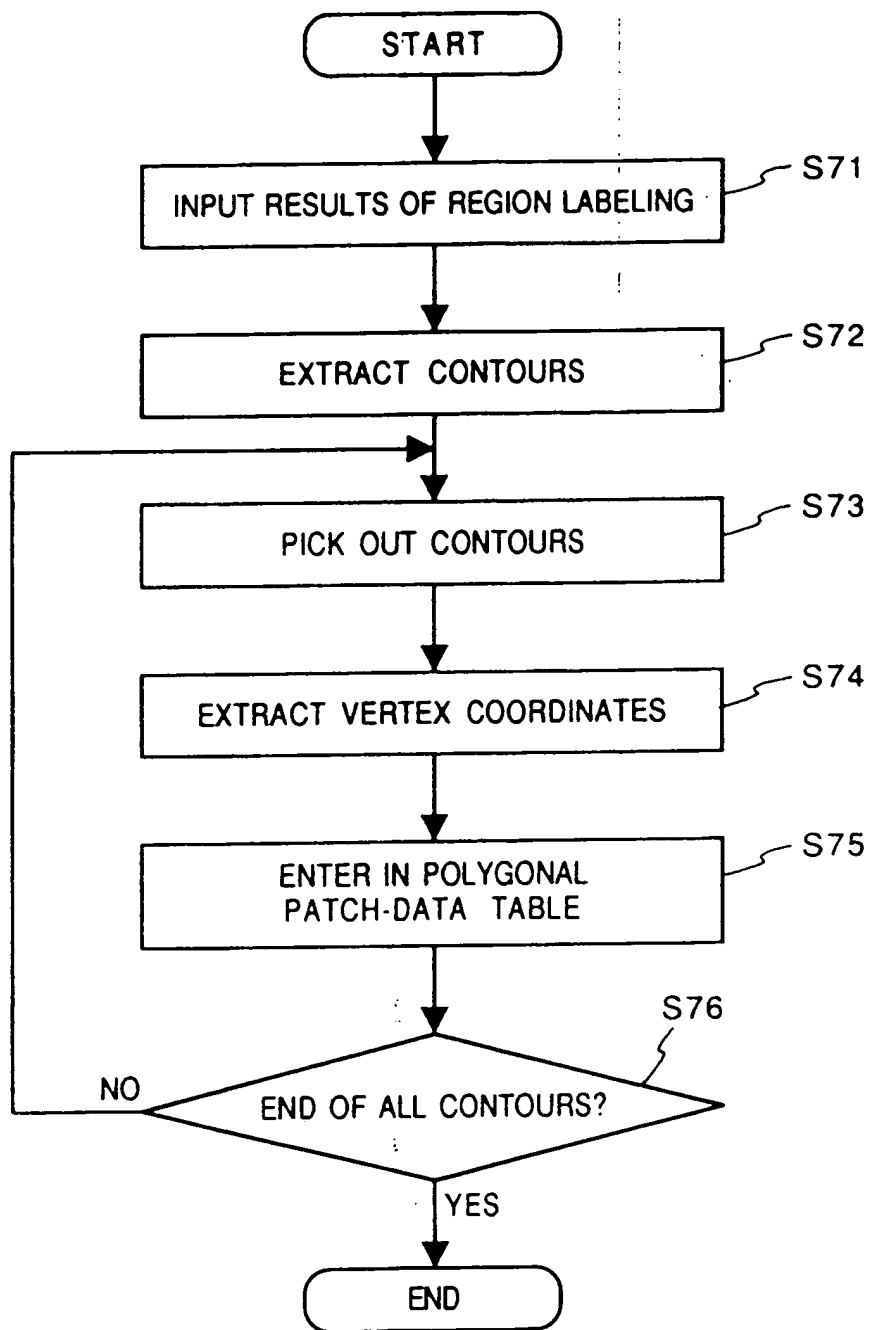 START
S71
INPUT RESULTS OF REGION LABELING
S72
EXTRACT CONTOURS
S73
PICK OUT CONTOURS
S74
EXTRACT VERTEX COORDINATES
S75
ENTER IN POLYGONAL
PATCH-DATA TABLE
S76
NO
END OF ALL CONTOURS?
YES
END